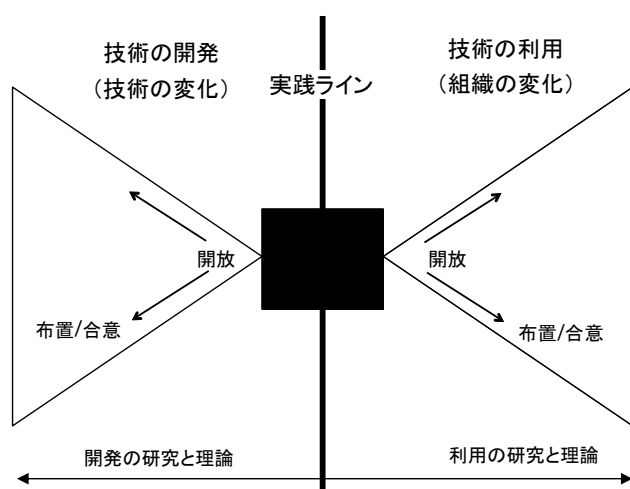 技術の開発
(技術の変化)
実践ライン
技術の利用
(組織の変化)
開放
布置/合意
開放
布置/合意
開発の研究と理論
利用の研究と理論